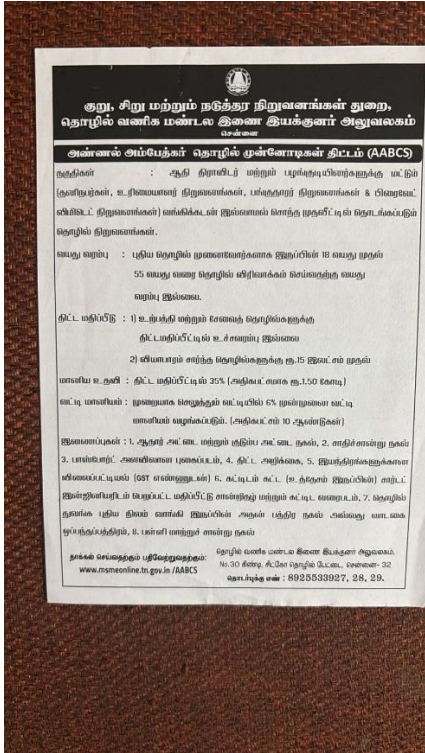 குறு, சிறு மற்றும் நடுத்தர நிறுவனங்கள் துறை,
தொழில் வணிக மண்டல இணை இயக்குனர் அலுவலகம்
சென்னை
அண்ணல் அம்பேத்கர் தொழில் முன்னோடிகள் திட்டம் (AABCS)
தகுதிகள் : ஆதி திராவிடர் மற்றும் பழங்குடியினர்களுக்கு மட்டும்
(தனிநபர்கள், உரிமையாளர் நிறுவனங்கள், பங்குதாரர் நிறுவனங்கள் & பிரைவேட்
லிமிடெட் நிறுவனங்கள்) வங்கிக்கடன் இல்லாமல் சொந்த முதலீட்டில் தொடங்கப்படும்
தொழில் நிறுவனங்கள்.
வயது வரம்பு : புதிய தொழில் முனைவோர்களாக இருப்பின் 18 வயது முதல்
55 வயது வரை தொழில் விரிவாக்கம் செய்வதற்கு வயது
வரம்பு இல்லை.
திட்ட மதிப்பீடு : 1) உற்பத்தி மற்றும் சேவைத் தொழில்களுக்கு
திட்டமதிப்பீட்டில் உச்சவரம்பு இல்லை
2) வியாபாரம் சார்ந்த தொழில்களுக்கு ரூ.15 இலட்சம் முதல்
மானிய உதவி : திட்ட மதிப்பீட்டில் 35% (அதிகபட்சமாக ரூ.1.50 கோடி)
வட்டி மானியம் : முறையாக செலுத்தும் வட்டியில் 6% முன்முனை வட்டி
மானியம் வழங்கப்படும். (அதிகபட்சம் 10 ஆண்டுகள்)
இணைப்புகள் : 1. ஆதார் அட்டை மற்றும் குடும்ப அட்டை நகல், 2. சாதிச்சான்று நகல்
3. பாஸ்போர்ட் அளவிலான புகைப்படம், 4. திட்ட அறிக்கை, 5. இயந்திரங்களுக்கான
விலைப்பட்டியல் (GST எண்ணுடன்) 6. கட்டிடம் கட்ட (உத்தேசம் இருப்பின்) சார்டட்
இன்ஜினியரிடம் பெறப்பட்ட மதிப்பீட்டு சான்றிதழ் மற்றும் கட்டிட வரைபடம், 7. தொழில்
துவங்க புதிய நிலம் வாங்கி இருப்பின் அதன் பத்திர நகல் அல்லது வாடகை
ஒப்பந்தப்பத்திரம், 8. பள்ளி மாற்றுச் சான்று நகல்
தாக்கல் செய்வதற்கும் பதிவேற்றுவதற்கும்:
www.msmeonline.tn.gov.in /AABCS
தொழில் வணிக மண்டல இணை இயக்குனர் அலுவலகம்,
No.30 கிண்டி, சிட்கோ தொழில் பேட்டை, சென்னை- 32
தொடர்புக்கு எண் : 8925533927, 28, 29.